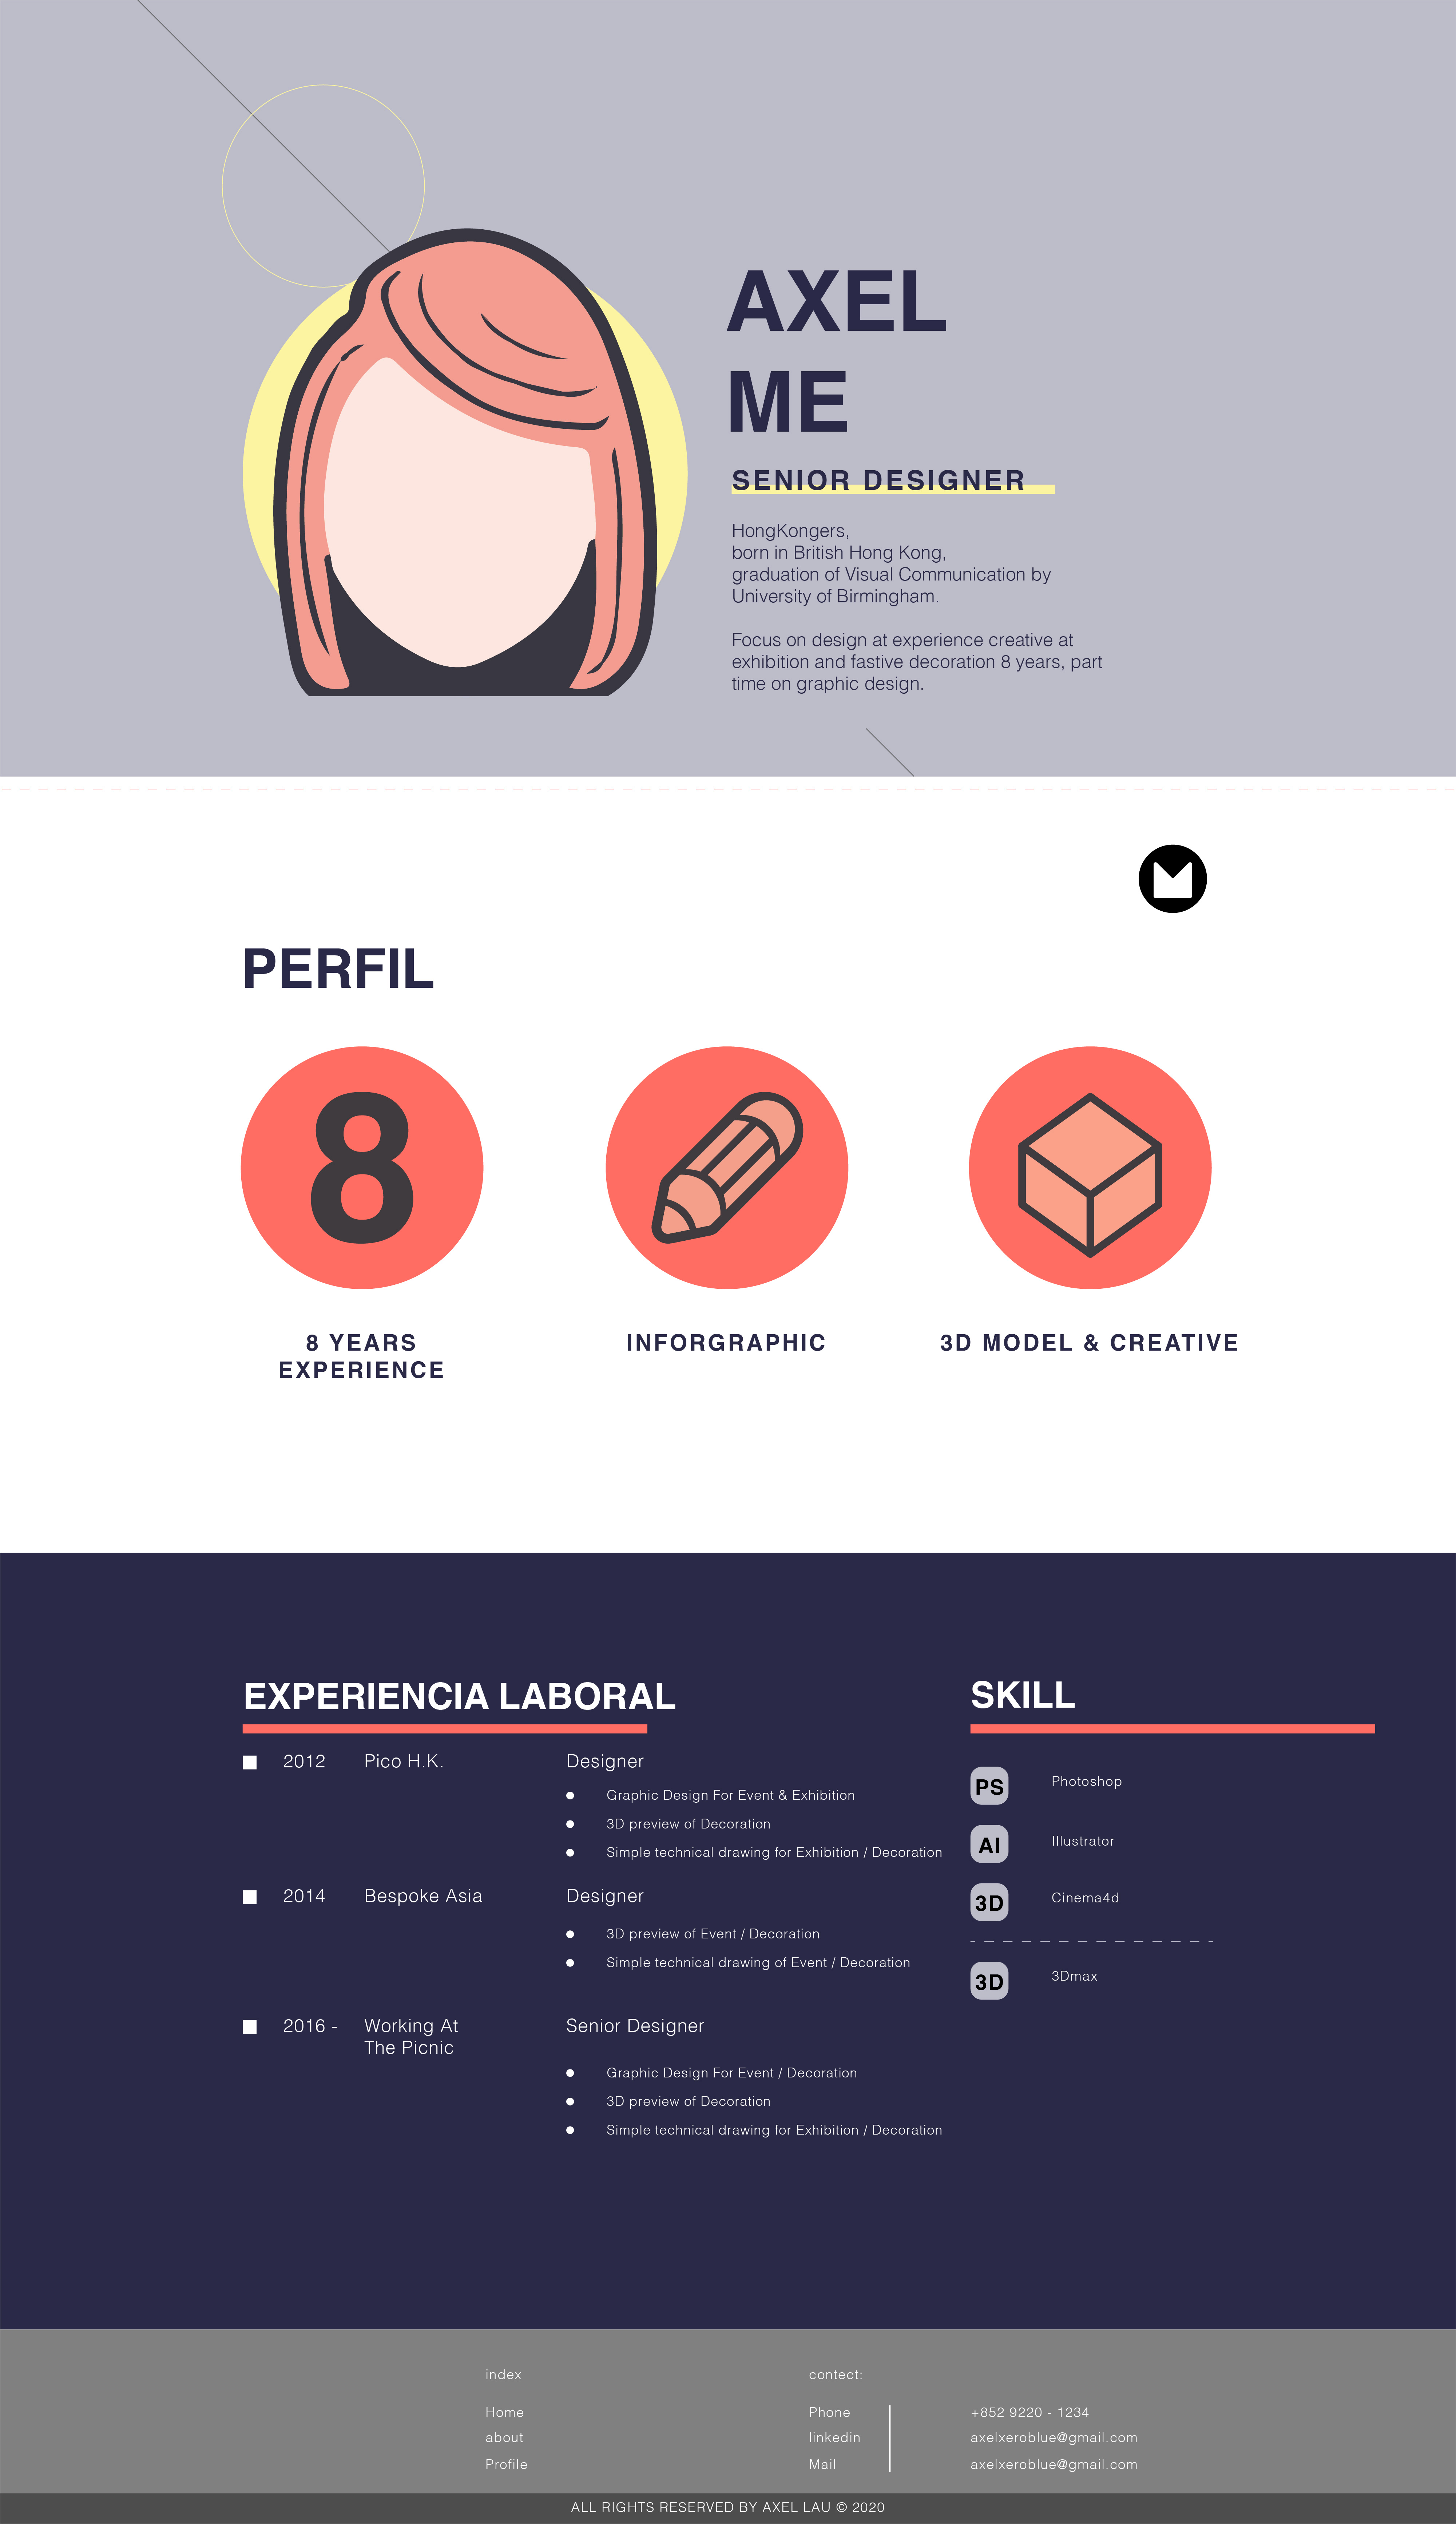 AXEL
ME
SENIOR DESIGNER
HongKongers,
born in British Hong Kong,
graduation of Visual Communication by
University of Birmingham.
Focus on design at experience creative at
exhibition and fastive decoration 8 years, part
time on graphic design.
PERFIL
8
8 YEARS
EXPERIENCE
INFORGRAPHIC
3D MODEL & CREATIVE
EXPERIENCIA LABORAL
2012 Pico H.K. Designer
Graphic Design For Event & Exhibition
3D preview of Decoration
Simple technical drawing for Exhibition / Decoration
2014 Bespoke Asia Designer
3D preview of Event / Decoration
Simple technical drawing of Event / Decoration
2016 - Working At Senior Designer
The Picnic
Graphic Design For Event / Decoration
3D preview of Decoration
Simple technical drawing for Exhibition / Decoration
SKILL
PS Photoshop
AI Illustrator
3D Cinema4d
3D 3Dmax
index
Home
about
Profile
contect:
Phone +852 9220 - 1234
linkedin axelxeroblue@gmail.com
Mail axelxeroblue@gmail.com
ALL RIGHTS RESERVED BY AXEL LAU © 2020